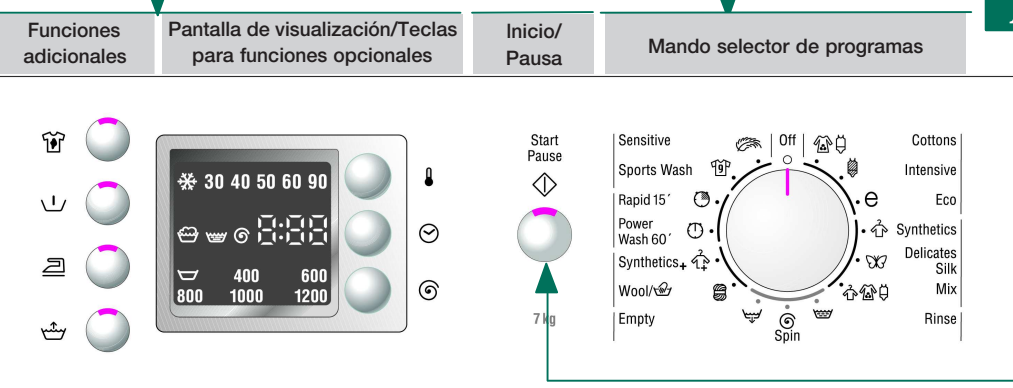 Funciones
adicionales
Pantalla de visualización/Teclas
para funciones opcionales
Inicio/
Pausa
Mando selector de programas
30 40 50 60 90
8:88
400 600
800 1000 1200
Start
Pause
7 kg
Sensitive
Sports Wash
Rapid 15´
Power
Wash 60´
Synthetics+
Wool/
Empty
Off
9
Spin
Cottons
Intensive
e
Eco
Synthetics
Delicates
Silk
Mix
Rinse